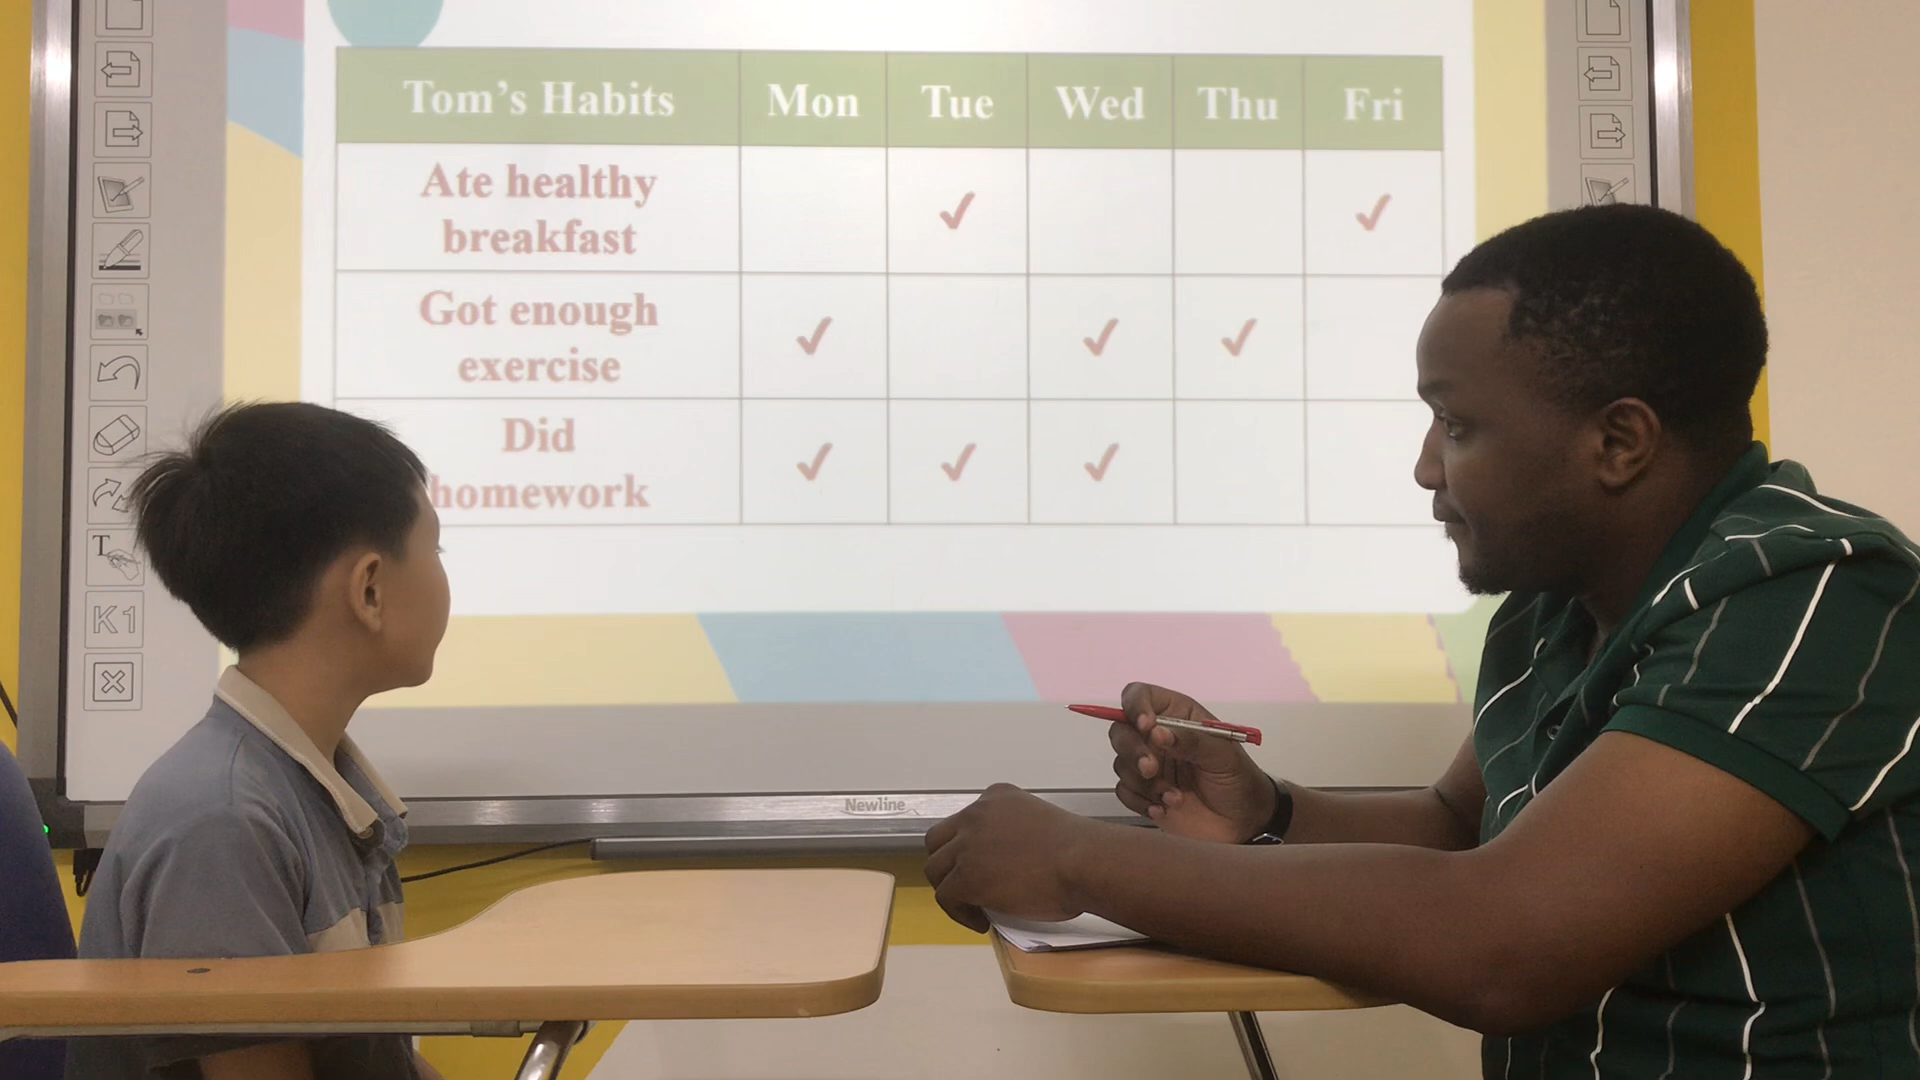 Tom's Habits Mon Tue Wed Thu Fri
Ate healthy
breakfast ✓ ✓
Got enough
exercise ✓ ✓ ✓
Did
homework ✓ ✓ ✓
T
K1
Newline